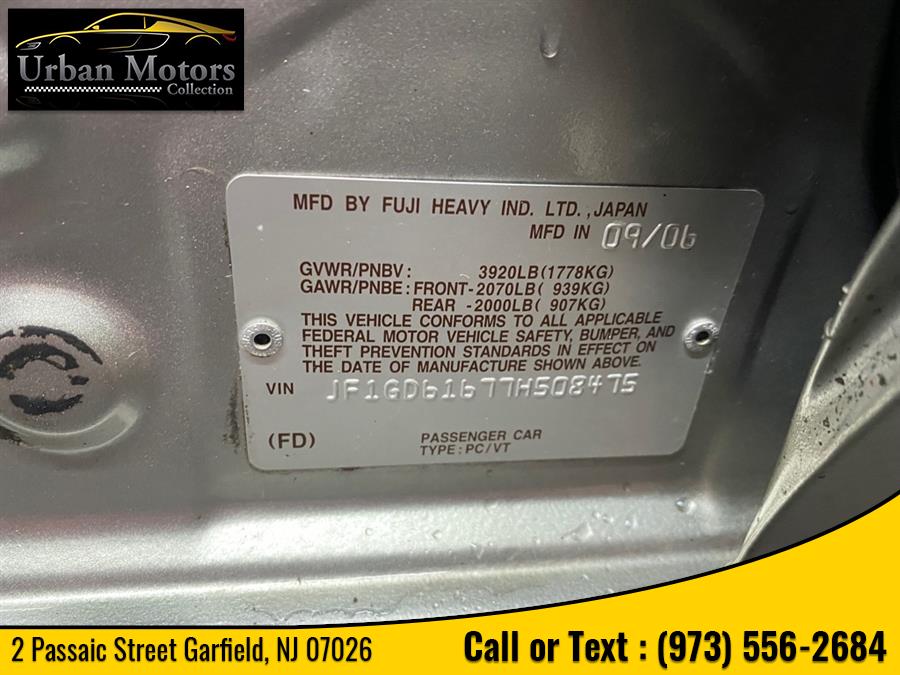 Urban Motors
Collection
MFD BY FUJI HEAVY IND. LTD.,JAPAN
MFD IN 09/06
GVWR/PNBV: 3920LB(1778KG)
GAWR/PNBE: FRONT-2070LB( 939KG)
REAR -2000LB( 907KG)
THIS VEHICLE CONFORMS TO ALL APPLICABLE
FEDERAL MOTOR VEHICLE SAFETY, BUMPER, AND
THEFT PREVENTION STANDARDS IN EFFECT ON
THE DATE OF MANUFACTURE SHOWN ABOVE.
VIN JF1GD61677H508475
(FD) PASSENGER CAR
TYPE: PC/VT
2 Passaic Street Garfield, NJ 07026
Call or Text : (973) 556-2684